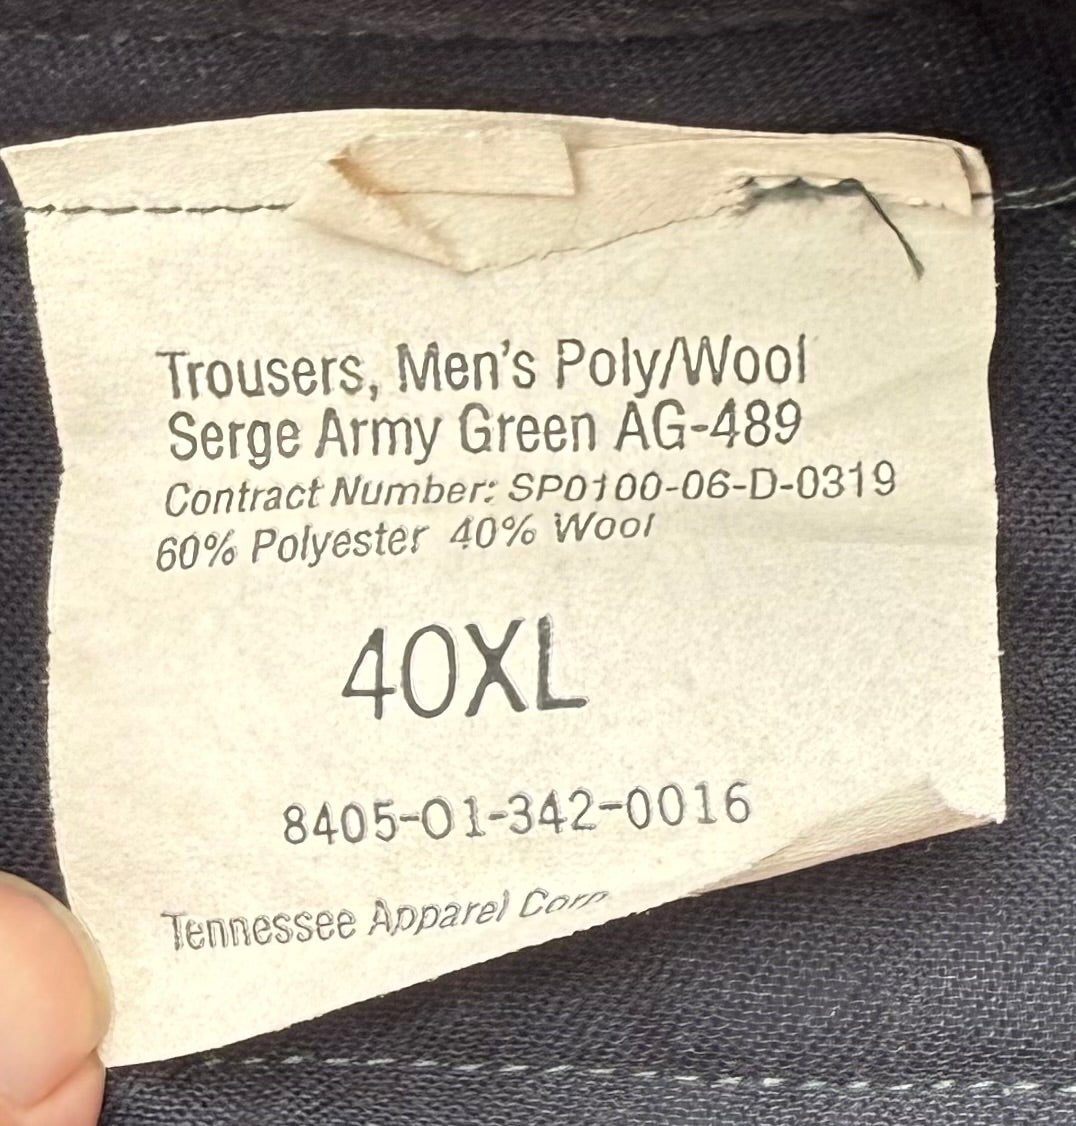 Trousers, Men's Poly/Wool
Serge Army Green AG-489
Contract Number: SP0100-06-D-0319
60% Polyester 40% Wool
40XL
8405-01-342-0016
Tennessee Apparel Corp